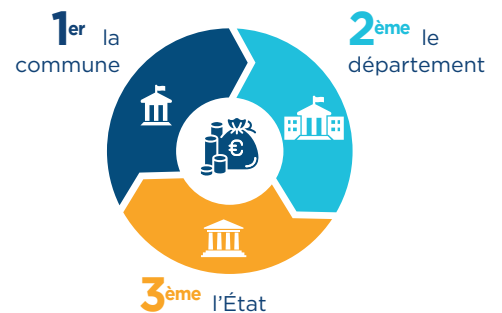 1er la
commune
2ème le
département
€
3ème l'État